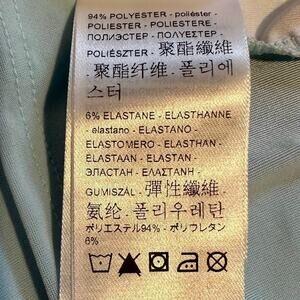 94% POLYESTER - poliéster -
POLIESTER - POLIESTERE -
ПОЛИЭСТЕР - ΠΟΛΥΕΣΤΕΡ -
POLIÉSZTER - 聚酯纖維
- 聚酯纤维 - 폴리에
스터
6% ELASTANE - ELASTHANNE
- elastano - ELASTANO -
ELASTOMERO - ELASTHAN -
ELASTAAN - ELASTAN -
ЭЛАСТАН - ΕΛΑΣΤΑΝΗ -
GUMISZÁL - 彈性纖維 -
氨纶 - 폴리우레탄
ポリエステル94% - ポリウレタン
6%